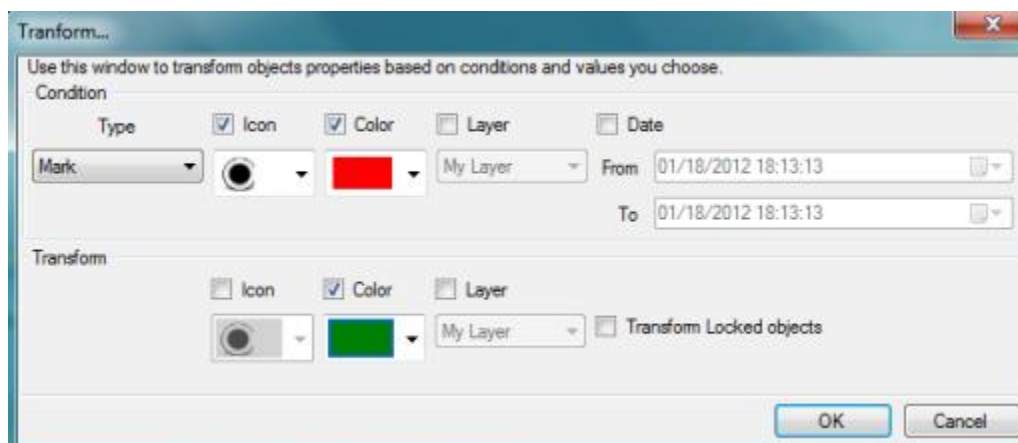 Tranform...
Use this window to transform objects properties based on conditions and values you choose.
Condition
Type Icon Color Layer Date
Mark My Layer From 01/18/2012 18:13:13
To 01/18/2012 18:13:13
Transform
Icon Color Layer
My Layer Transform Locked objects
OK Cancel